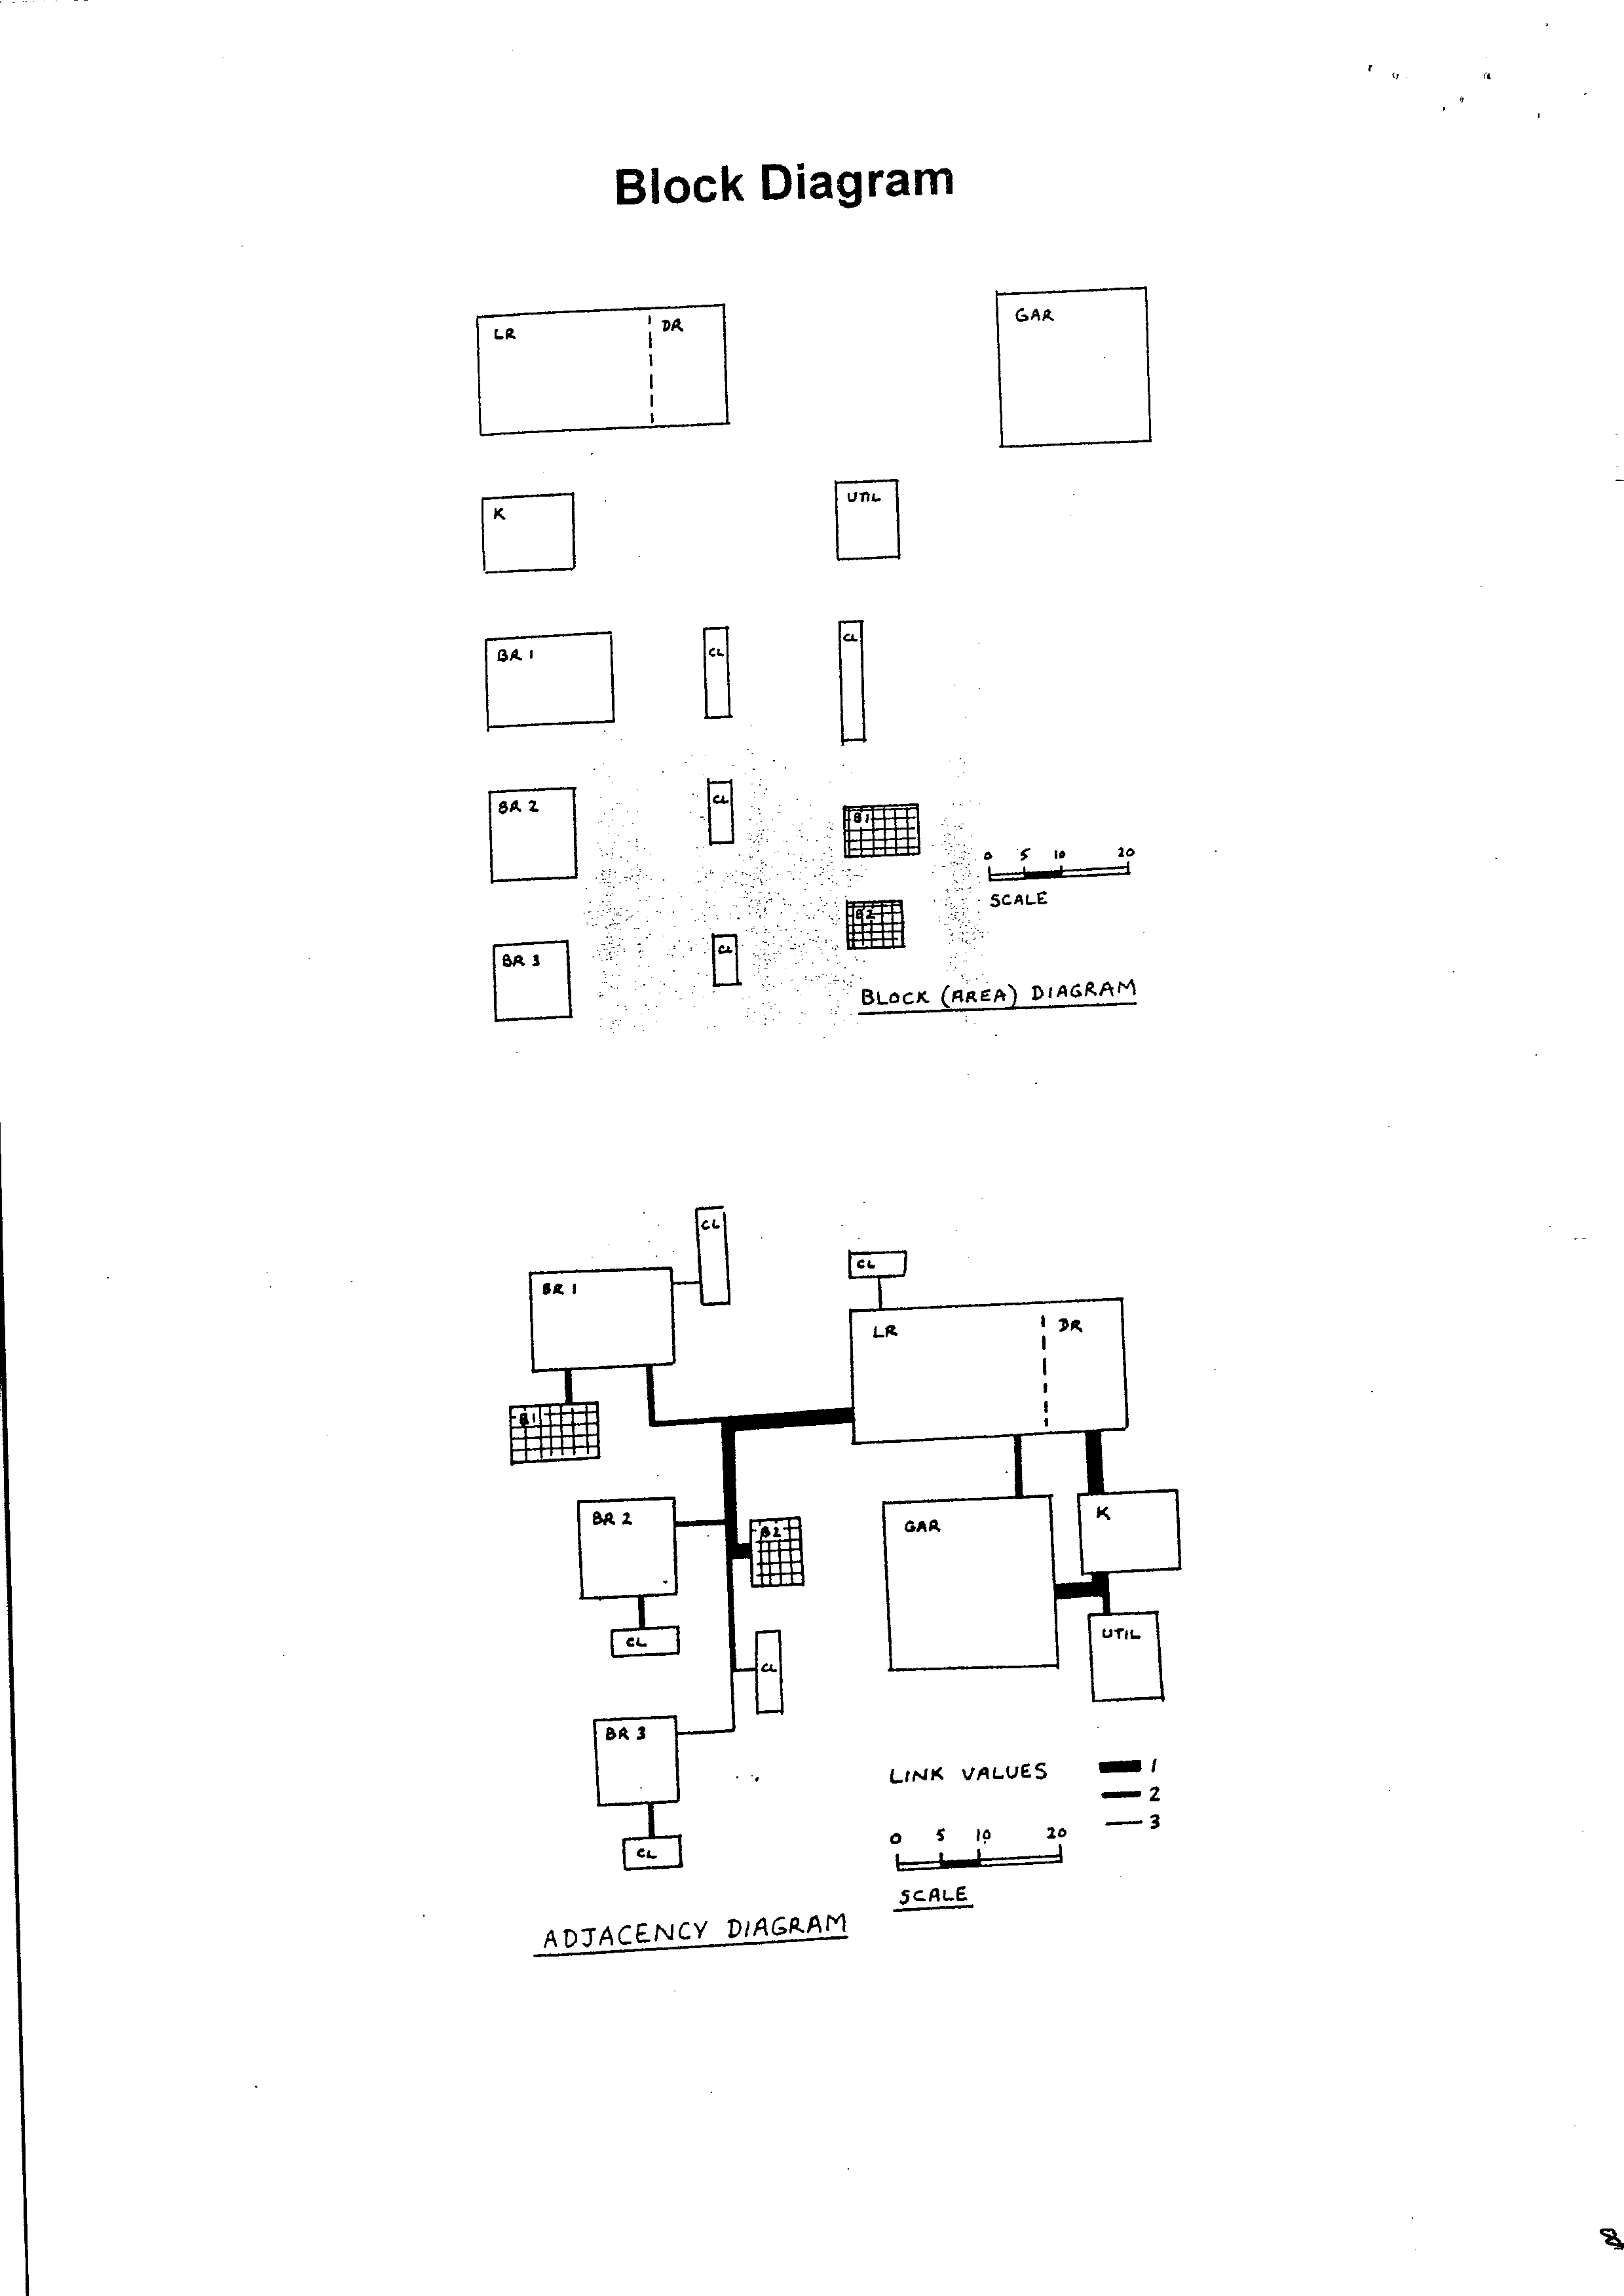 Block Diagram
LR DR GAR
K UTIL
BR 1 CL CL
BR 2 CL B1
0 5 10 20
SCALE
B2
BR 3 CL
BLOCK (AREA) DIAGRAM
CL
CL
BR 1
LR DR
B1
BR 2 B2 GAR K
CL CL UTIL
BR 3
LINK VALUES 1
2
3
0 5 10 20
CL
SCALE
ADJACENCY DIAGRAM
8